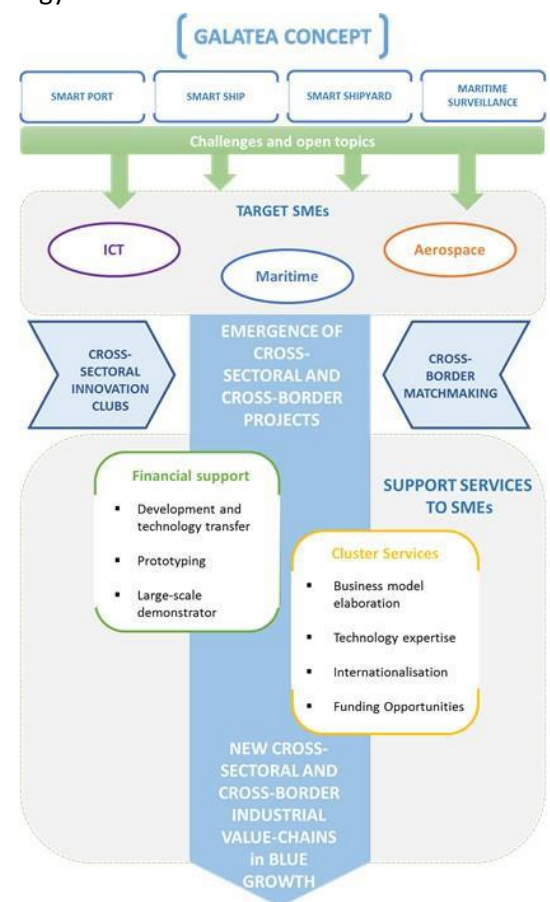 gy
GALATEA CONCEPT
SMART PORT
SMART SHIP
SMART SHIPYARD
MARITIME
SURVEILLANCE
Challenges and open topics
TARGET SMEs
ICT
Maritime
Aerospace
CROSS-
SECTORAL
INNOVATION
CLUBS
EMERGENCE OF
CROSS-
SECTORAL AND
CROSS-BORDER
PROJECTS
CROSS-
BORDER
MATCHMAKING
Financial support
▪ Development and
technology transfer
▪ Prototyping
▪ Large-scale
demonstrator
SUPPORT SERVICES
TO SMEs
Cluster Services
▪ Business model
elaboration
▪ Technology expertise
▪ Internationalisation
▪ Funding Opportunities
NEW CROSS-
SECTORAL AND
CROSS-BORDER
INDUSTRIAL
VALUE-CHAINS
in BLUE
GROWTH